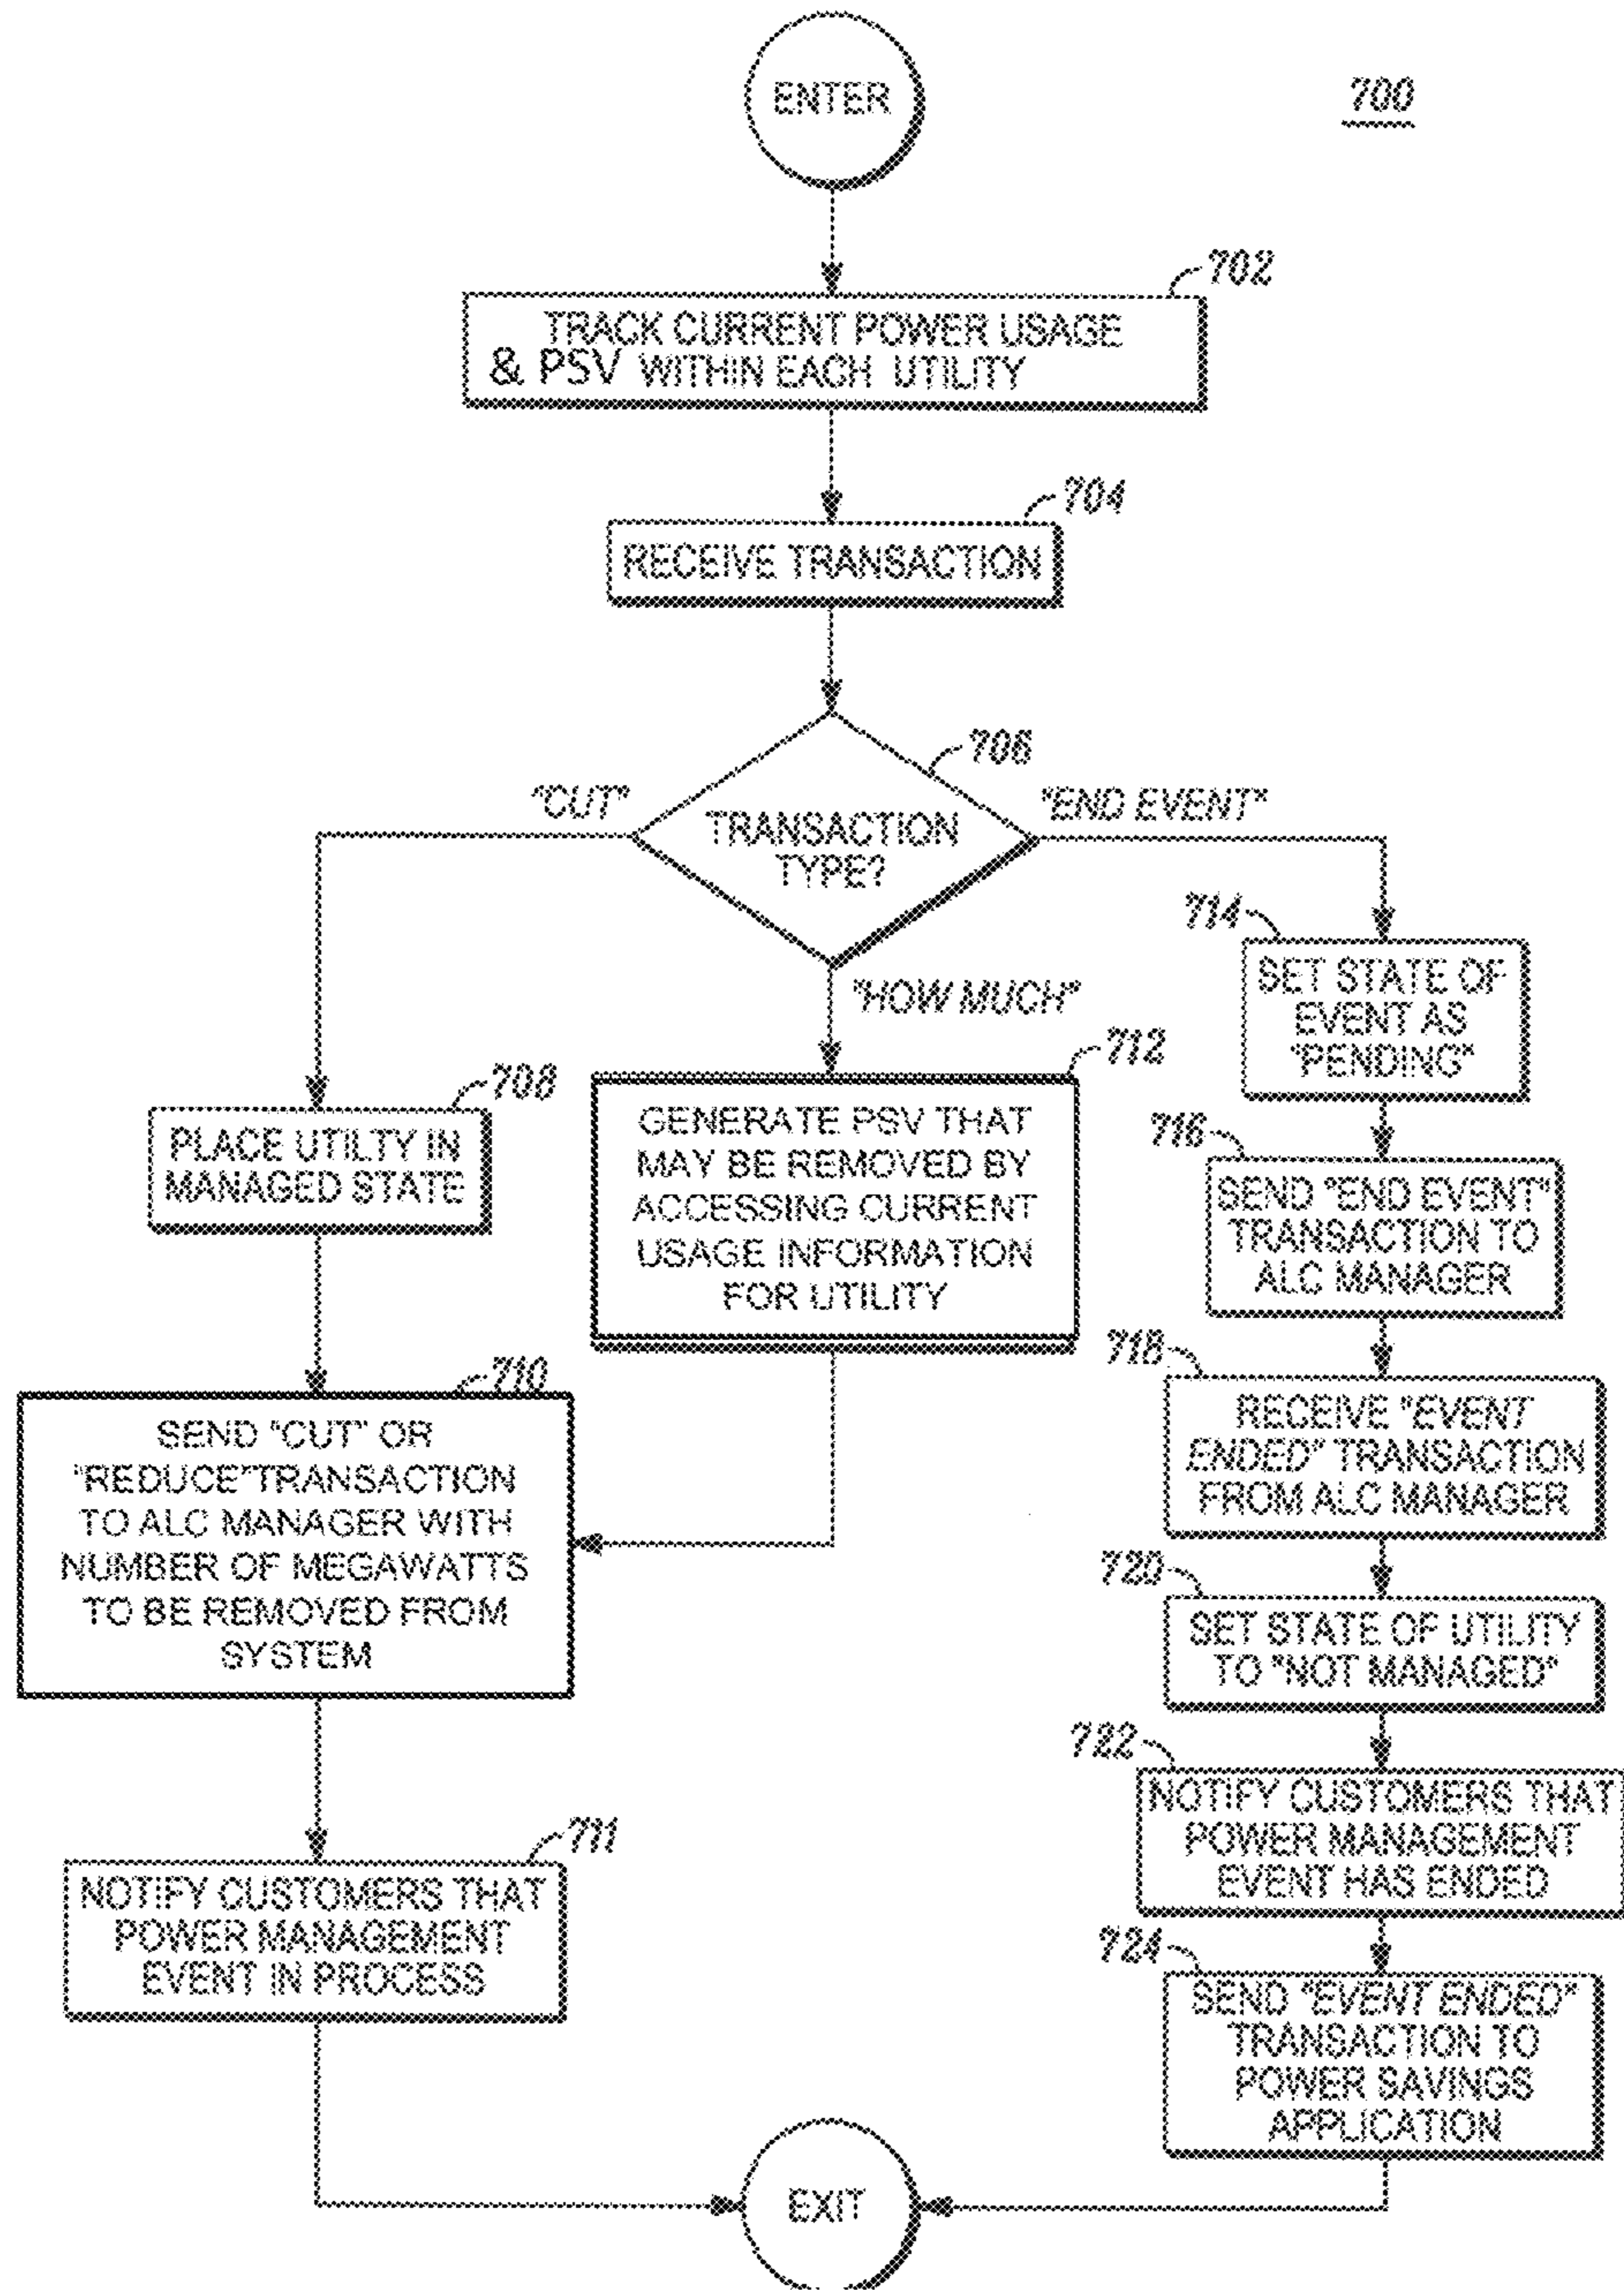 ENTER
700
702
TRACK CURRENT POWER USAGE
& PSV WITHIN EACH UTILITY
704
RECEIVE TRANSACTION
706
"CUT"
"END EVENT"
TRANSACTION
TYPE?
"HOW MUCH"
708
PLACE UTILTY IN
MANAGED STATE
712
GENERATE PSV THAT
MAY BE REMOVED BY
ACCESSING CURRENT
USAGE INFORMATION
FOR UTILITY
710
SEND "CUT" OR
"REDUCE"TRANSACTION
TO ALC MANAGER WITH
NUMBER OF MEGAWATTS
TO BE REMOVED FROM
SYSTEM
711
NOTIFY CUSTOMERS THAT
POWER MANAGEMENT
EVENT IN PROCESS
714
SET STATE OF
EVENT AS
"PENDING"
716
SEND "END EVENT"
TRANSACTION TO
ALC MANAGER
718
RECEIVE "EVENT
ENDED" TRANSACTION
FROM ALC MANAGER
720
SET STATE OF UTILITY
TO "NOT MANAGED"
722
NOTIFY CUSTOMERS THAT
POWER MANAGEMENT
EVENT HAS ENDED
724
SEND "EVENT ENDED"
TRANSACTION TO
POWER SAVINGS
APPLICATION
EXIT